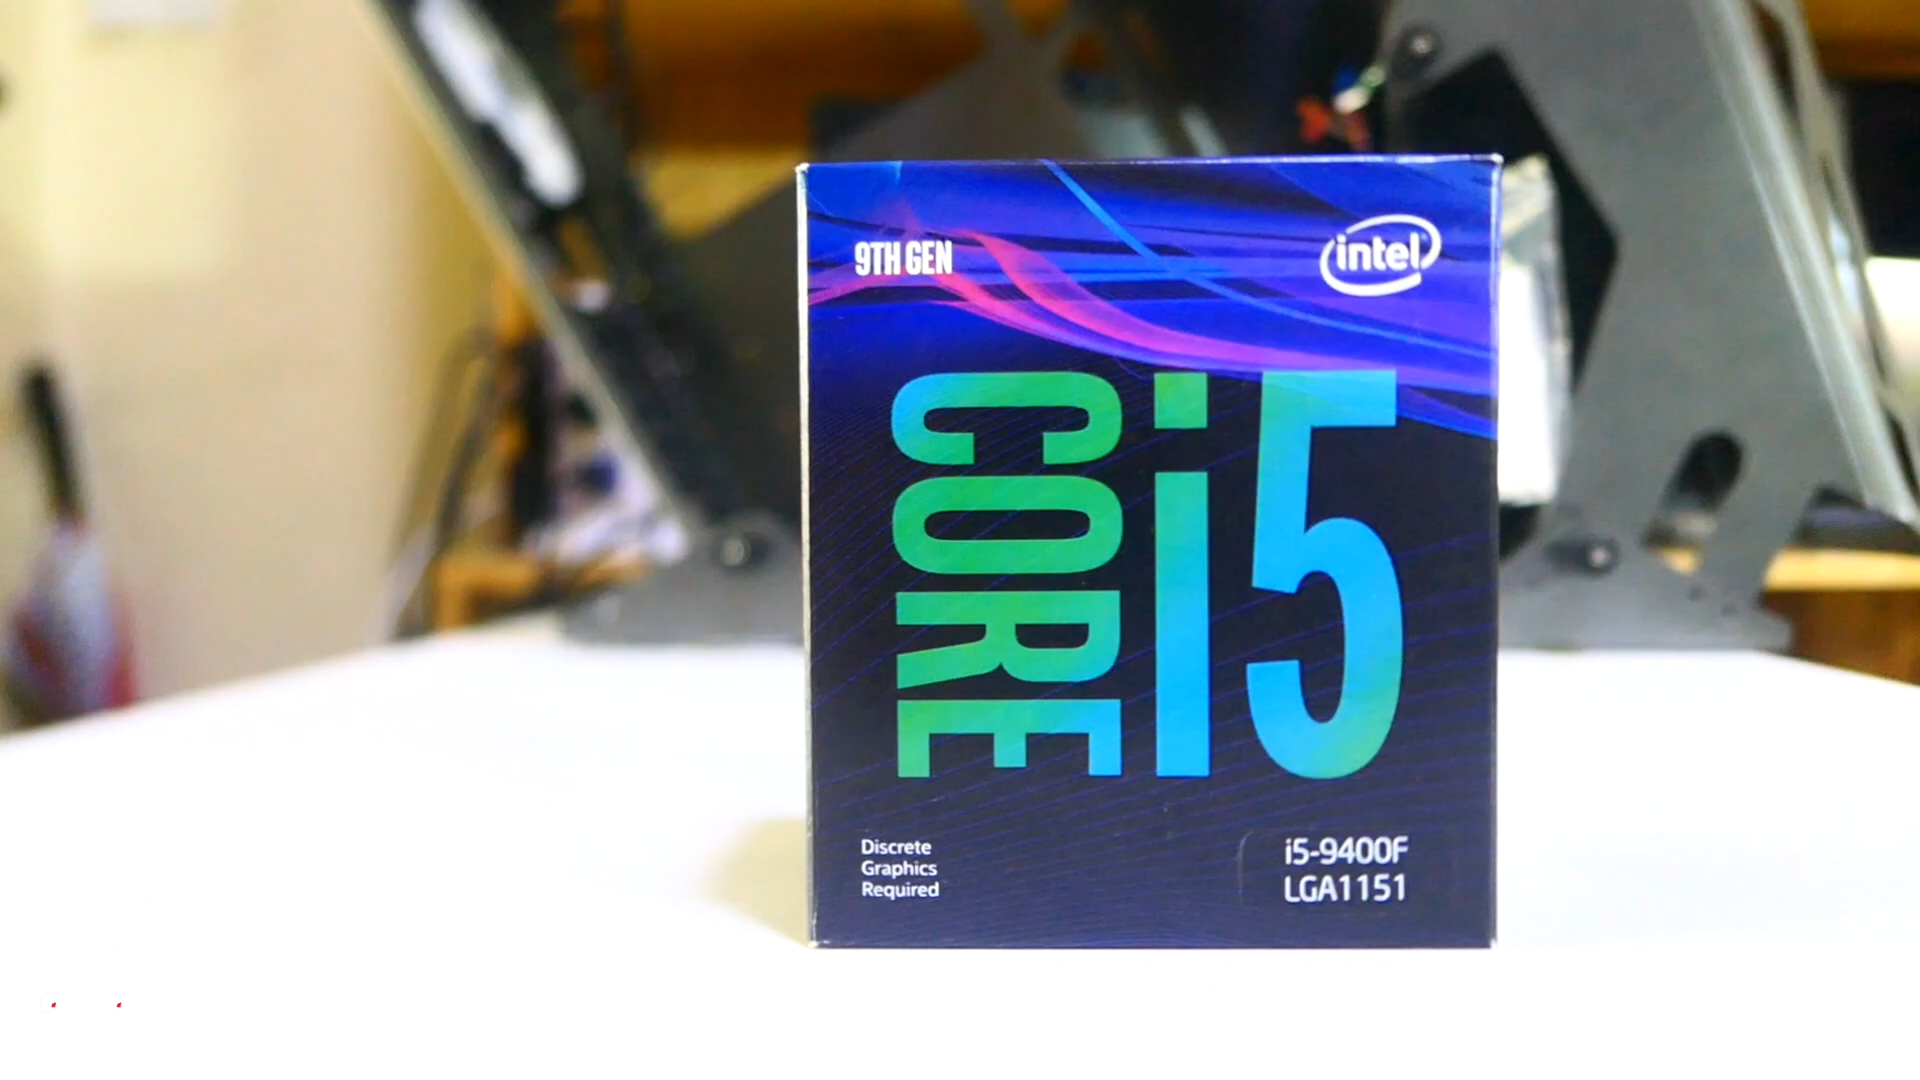 9TH GEN
intel
CORE i5
Discrete
Graphics
Required
i5-9400F
LGA1151